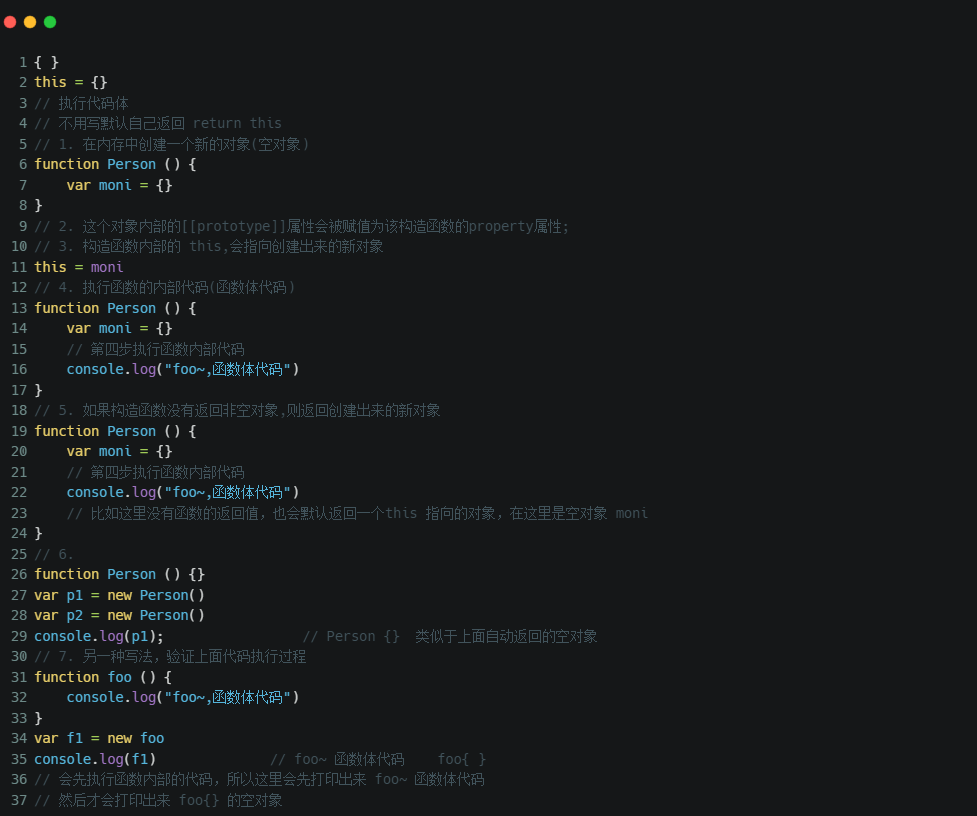 1 { }
2 this = {}
3 // 执行代码体
4 // 不用写默认自己返回 return this
5 // 1. 在内存中创建一个新的对象(空对象)
6 function Person () {
7     var moni = {}
8 }
9 // 2. 这个对象内部的[[prototype]]属性会被赋值为该构造函数的property属性;
10 // 3. 构造函数内部的 this,会指向创建出来的新对象
11 this = moni
12 // 4. 执行函数的内部代码(函数体代码)
13 function Person () {
14     var moni = {}
15     // 第四步执行函数内部代码
16     console.log("foo~,函数体代码")
17 }
18 // 5. 如果构造函数没有返回非空对象,则返回创建出来的新对象
19 function Person () {
20     var moni = {}
21     // 第四步执行函数内部代码
22     console.log("foo~,函数体代码")
23     // 比如这里没有函数的返回值，也会默认返回一个this 指向的对象，在这里是空对象 moni
24 }
25 // 6.
26 function Person () {}
27 var p1 = new Person()
28 var p2 = new Person()
29 console.log(p1);                 // Person {}  类似于上面自动返回的空对象
30 // 7. 另一种写法，验证上面代码执行过程
31 function foo () {
32     console.log("foo~,函数体代码")
33 }
34 var f1 = new foo
35 console.log(f1)              // foo~ 函数体代码    foo{ }
36 // 会先执行函数内部的代码，所以这里会先打印出来 foo~ 函数体代码
37 // 然后才会打印出来 foo{} 的空对象